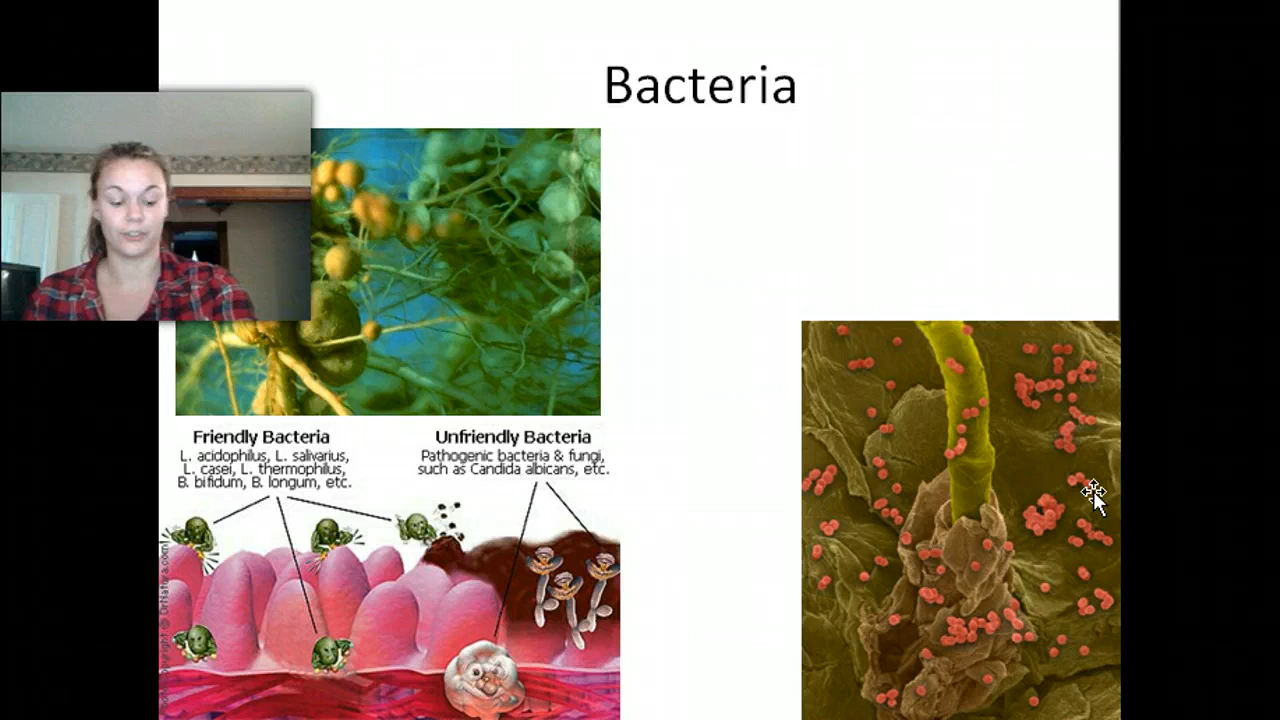 Bacteria
Friendly Bacteria
L. acidophilus, L. salivarius,
L. casei, L. thermophilus,
B. bifidum, B. longum, etc.
Unfriendly Bacteria
Pathogenic bacteria & fungi,
such as Candida albicans, etc.